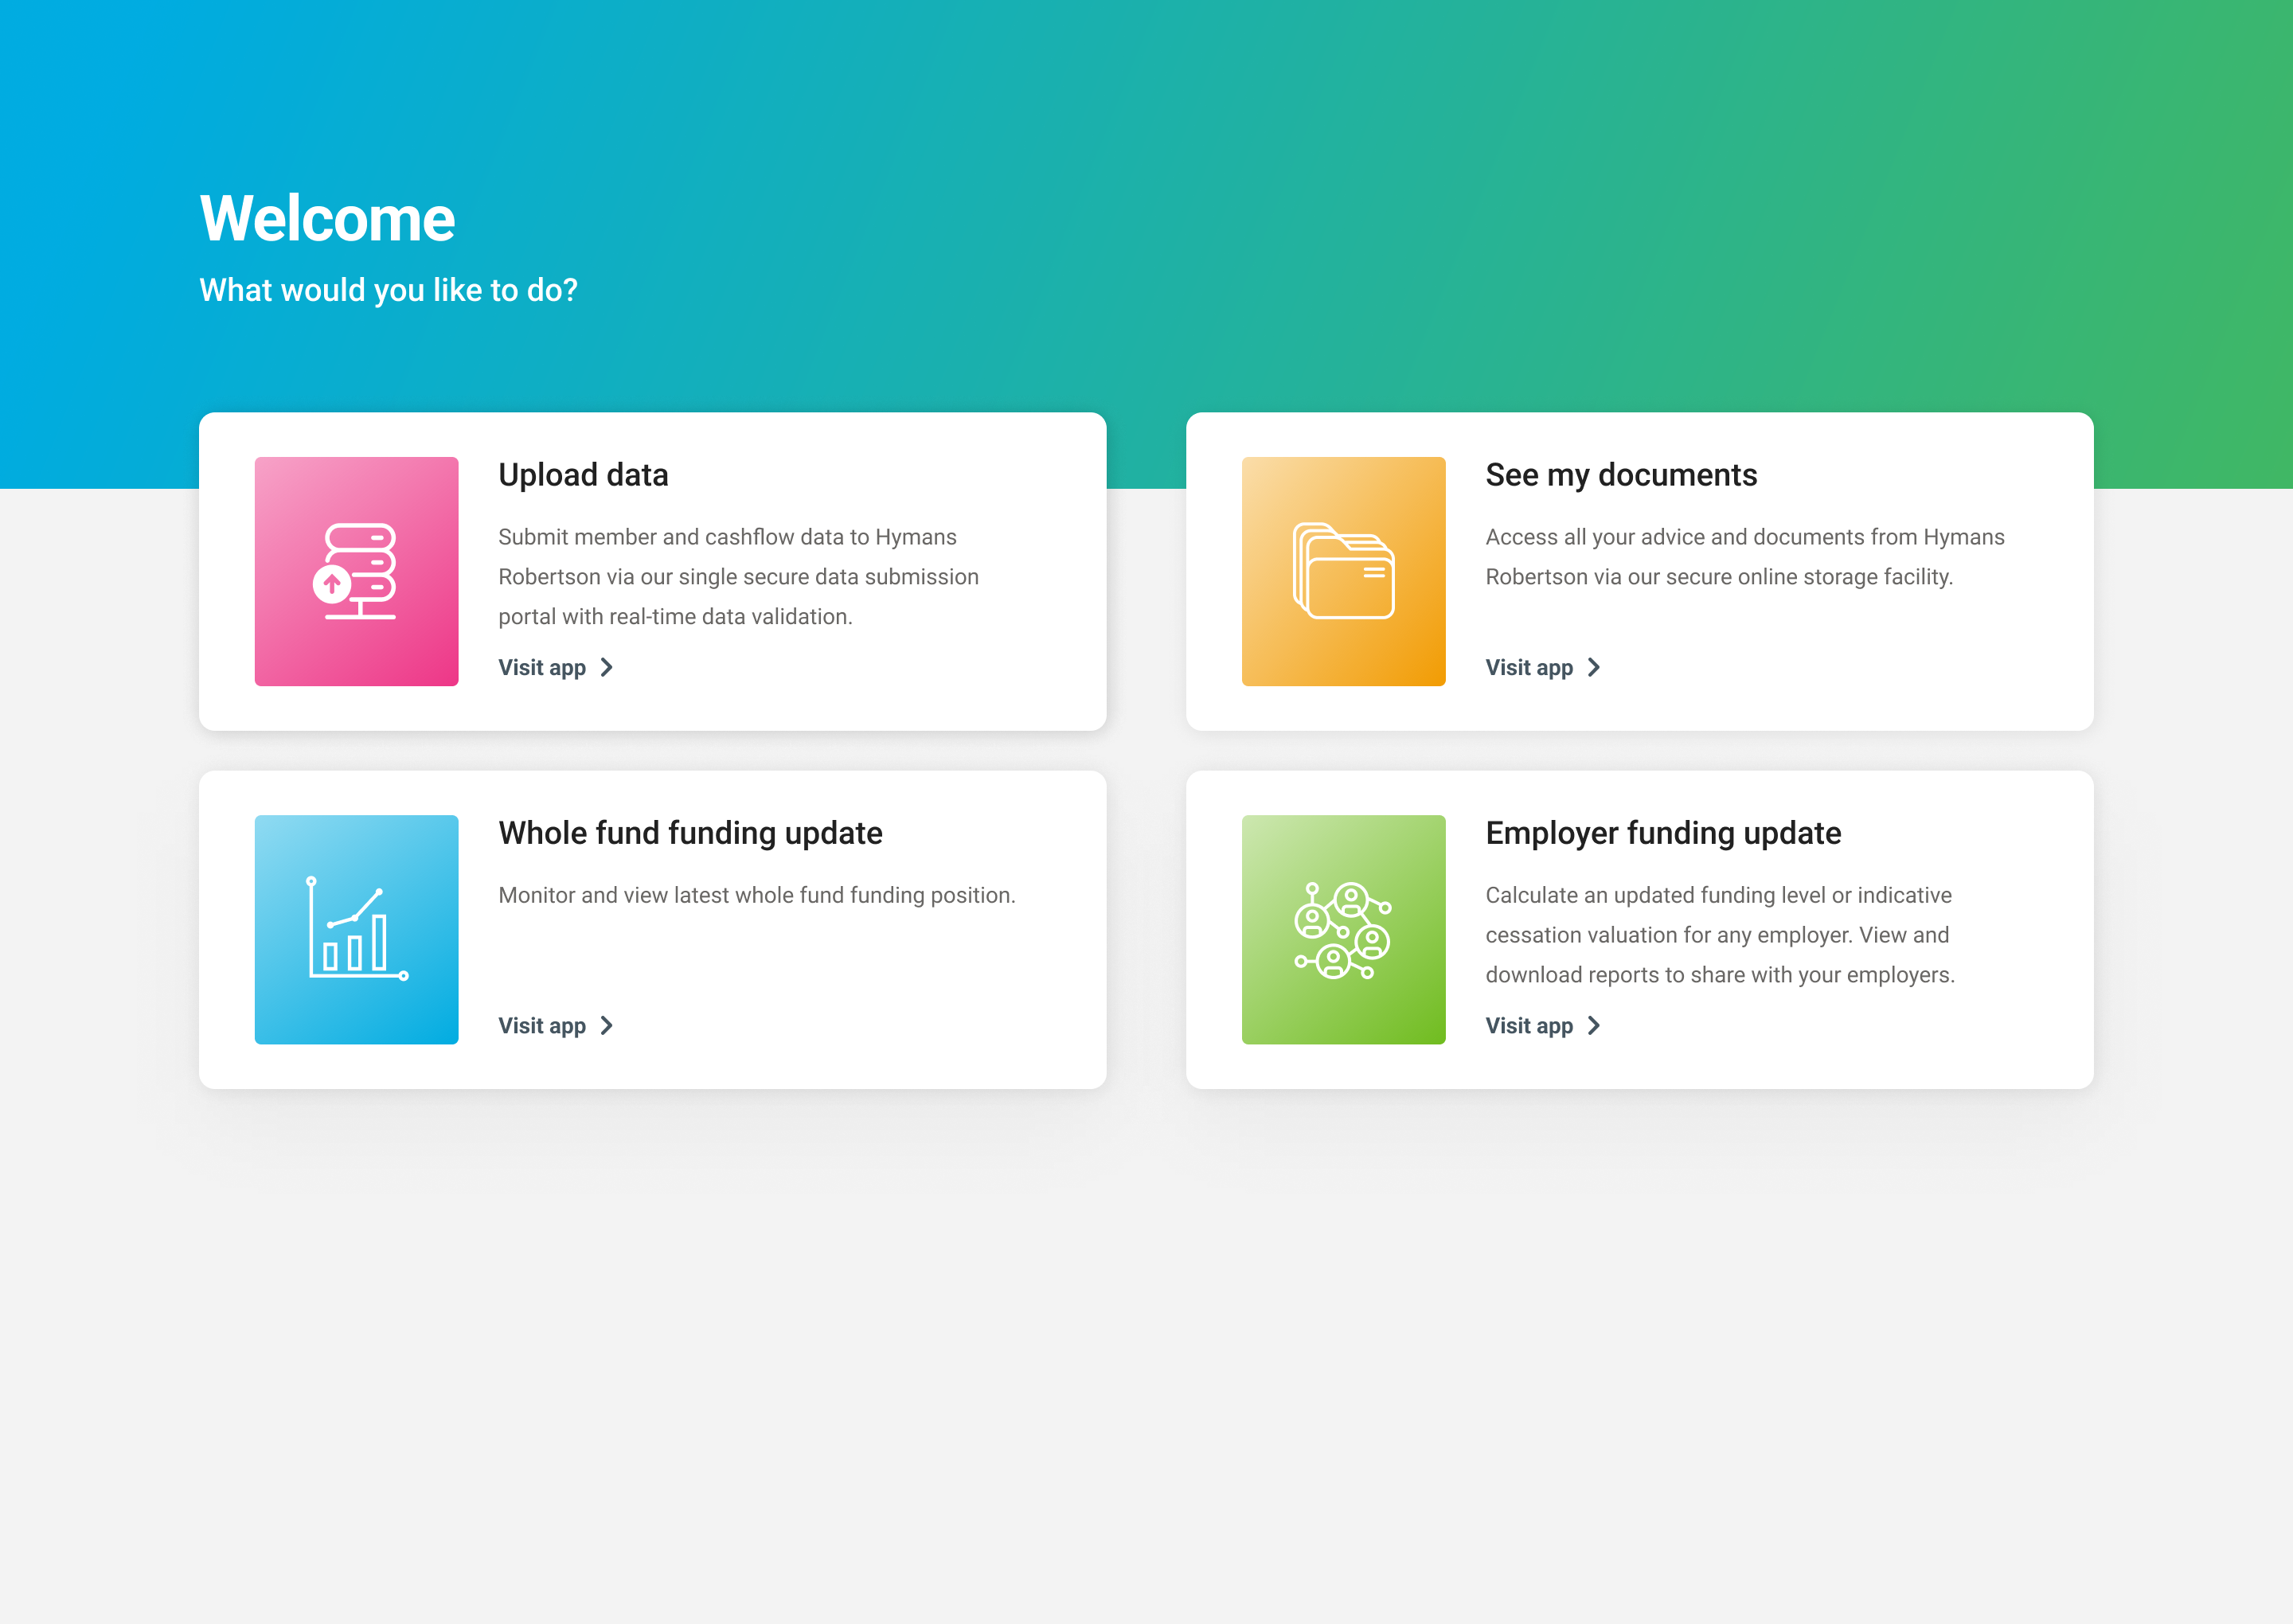 Welcome
What would you like to do?
Upload data
Submit member and cashflow data to Hymans
Robertson via our single secure data submission
portal with real-time data validation.
Visit app
See my documents
Access all your advice and documents from Hymans
Robertson via our secure online storage facility.
Visit app
Whole fund funding update
Monitor and view latest whole fund funding position.
Visit app
Employer funding update
Calculate an updated funding level or indicative
cessation valuation for any employer. View and
download reports to share with your employers.
Visit app